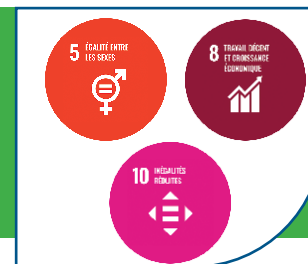 5 ÉGALITÉ ENTRE
LES SEXES
8 TRAVAIL DÉCENT
ET CROISSANCE
ÉCONOMIQUE
10 INÉGALITÉS
RÉDUITES